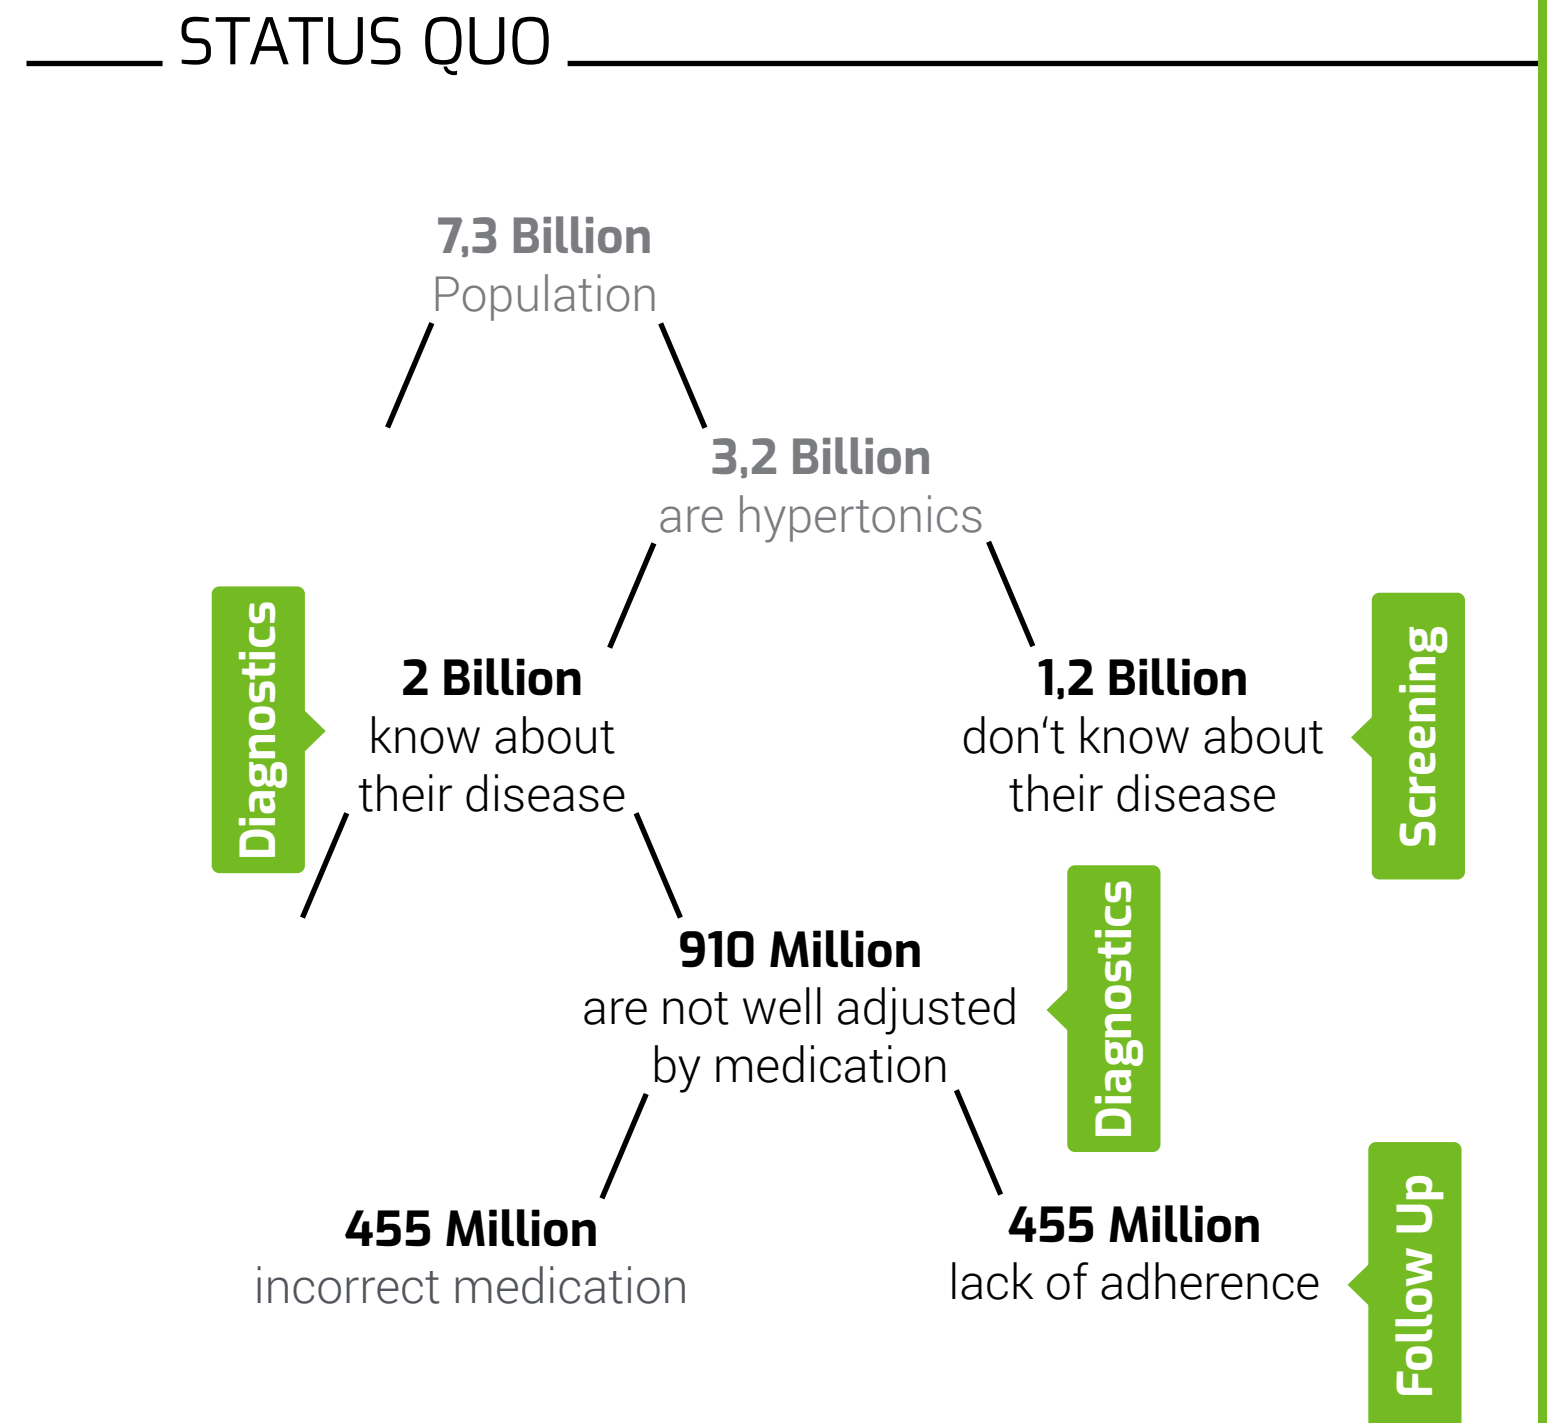 STATUS QUO
7,3 Billion
Population
3,2 Billion
are hypertonics
Diagnostics
2 Billion
know about
their disease
1,2 Billion
don‘t know about
their disease
Screening
910 Million
are not well adjusted
by medication
Diagnostics
455 Million
incorrect medication
455 Million
lack of adherence
Follow Up